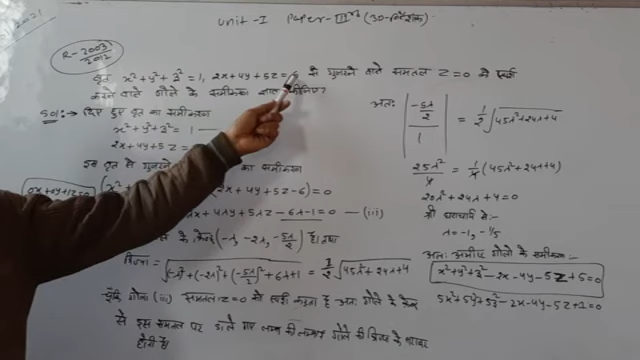 Unit-I Paper-III (3D-निर्देशांक)
R-2003, 2012
वृत्त x²+y²+z²=1, 2x+4y+5z=6 से गुजरने वाले समतल z=0 को स्पर्श
करने वाले गोले के समीकरण ज्ञात कीजिए?
Sol:→ दिए हुए वृत्त का समीकरण
x²+y²+z²=1
2x+4y+5z=
इस वृत्त से गुजरने का समीकरण
0x+0y+1z=0
(x²+y²+ (2x+4y+5z-6)=0
x+4λy+5λz-6λ-1=0 —(iii)
के केन्द्र (-λ, -2λ, -5λ/2) है। तथा
त्रिज्या = √((-λ)²+(-2λ)²+(-5λ/2)²+6λ+1) = 1/2 √(45λ²+24λ+4)
चूँकि गोला (iii) समतल z=0 को स्पर्श करता है अतः गोले के केन्द्र
से इस समतल पर डाले गए लम्ब की लम्बाई गोले की त्रिज्या के बराबर
होती है।
अतः |(-5λ/2)/1| = 1/2 √(45λ²+24λ+4)
25λ²/4 = 1/4 (45λ²+24λ+4)
20λ²+24λ+4=0
श्री धराचार्य से:-
λ=-1, -1/5
अतः अभीष्ट गोलों के समीकरण:-
x²+y²+z²-2x-4y-5z+5=0
5x²+5y²+5z²-2x-4y-5z+1=0